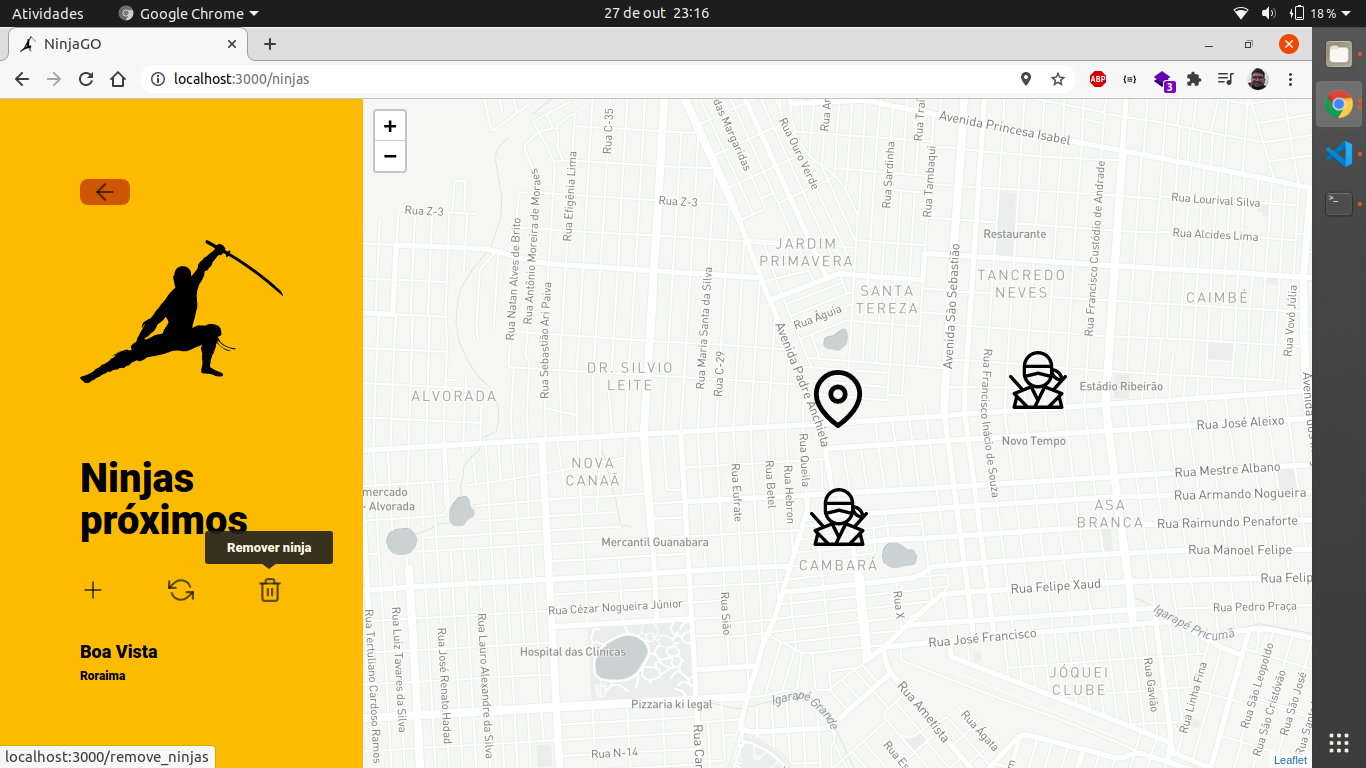 Atividades
Google Chrome
27 de out 23:16
18 %
NinjaGO
localhost:3000/ninjas
ABP
3
Ninjas
próximos
Remover ninja
Boa Vista
Roraima
localhost:3000/remove_ninjas
+
−
Rua C-35
das Margaridas
Rua Ouro Verde
Rua Sardinha
Rua Tambaqui
Avenida Princesa Isabel
Rua Efigênia Lima
Rua Z-3
Rua Z-3
Rua Antônio Moreira de Moraes
Rua Natan Alves de Brito
Rua Sebastião Ari Paiva
Rua Maria Santa da Silva
Rua C-29
Rua Francisco Custódio de Andrade
Rua Lourival Silva
Rua Alcides Lima
Restaurante
JARDIM
PRIMAVERA
TANCREDO
NEVES
SANTA
TEREZA
CAIMBÉ
Rua Águia
Avenida São Sebastião
Rua Vovó Júlia
Avenida Padre Anchieta
DR. SILVIO
LEITE
ALVORADA
Estádio Ribeirão
Rua Francisco Inácio de Souza
Rua José Aleixo
Novo Tempo
NOVA
CANAÃ
Rua Queila
Rua Hebron
Rua Betel
Rua Eufrate
Rua Mestre Albano
Rua Armando Nogueira
mercado
- Alvorada
ASA
BRANCA
Rua Raimundo Penaforte
Mercantil Guanabara
Rua Manoel Felipe
CAMBARÁ
Rua Felipe Xaud
Rua Felip
Rua X
Rua Cézar Nogueira Júnior
Rua Sião
Rua Pedro Praça
Igarapé Pricumã
Rua José Francisco
Rua Tertuliano Cardoso Ramos
Rua Luiz Tavares da Silva
Rua José Renato Hadad
Rua Lauro Alexandre da Silva
Hospital das Clínicas
JÓQUEI
CLUBE
Rua Gavião
Rua Linha Fina
Rua São Leopoldo
Rua São Cristóvão
Rua São José
Pizzaria ki legal
Igarapé Grande
Rua Ametista
Rua Ágata
Rua N-14
Leaflet